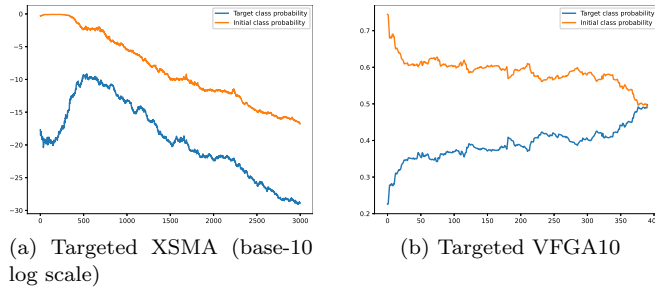 Target class probability
Initial class probability
0
−5
−10
−15
−20
−25
−30
0 500 1000 1500 2000 2500 3000
(a) Targeted XSMA (base-10
log scale)
Target class probability
Initial class probability
0.7
0.6
0.5
0.4
0.3
0.2
0 50 100 150 200 250 300 350 400
(b) Targeted VFGA10